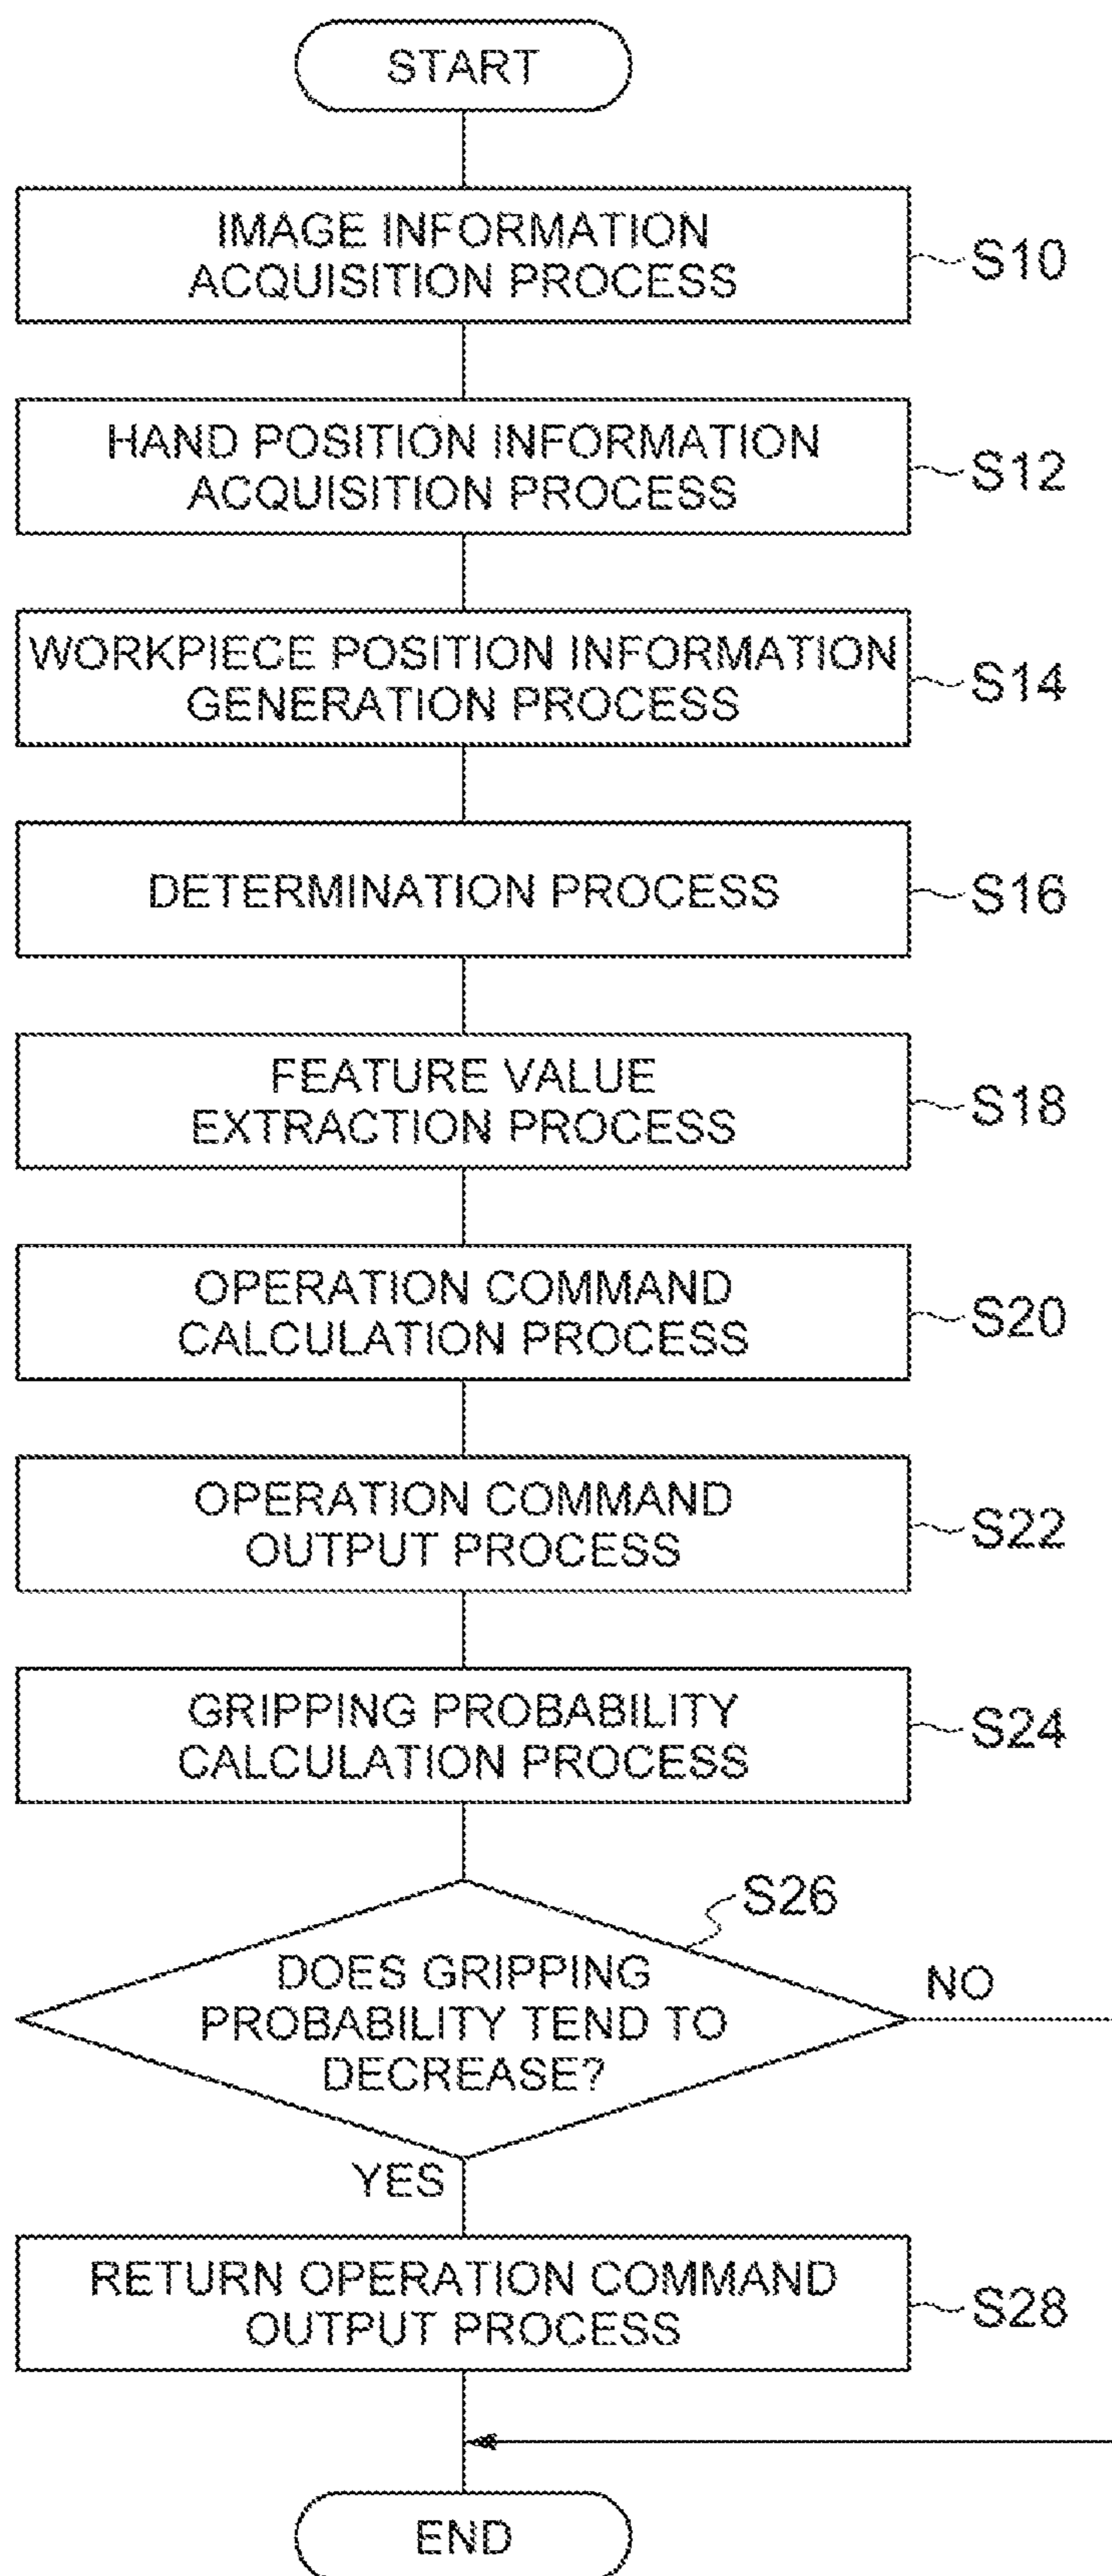 START
IMAGE INFORMATION
ACQUISITION PROCESS
S10
HAND POSITION INFORMATION
ACQUISITION PROCESS
S12
WORKPIECE POSITION INFORMATION
GENERATION PROCESS
S14
DETERMINATION PROCESS
S16
FEATURE VALUE
EXTRACTION PROCESS
S18
OPERATION COMMAND
CALCULATION PROCESS
S20
OPERATION COMMAND
OUTPUT PROCESS
S22
GRIPPING PROBABILITY
CALCULATION PROCESS
S24
S26
DOES GRIPPING
PROBABILITY TEND TO
DECREASE?
NO
YES
RETURN OPERATION COMMAND
OUTPUT PROCESS
S28
END